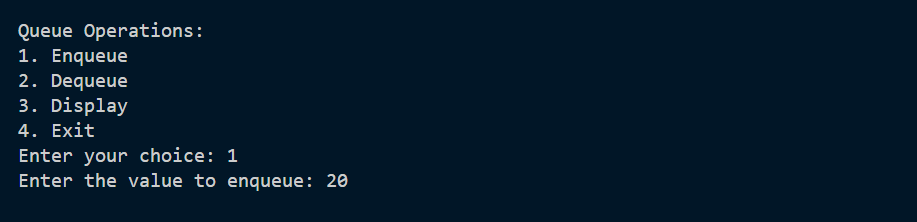 Queue Operations:
1. Enqueue
2. Dequeue
3. Display
4. Exit
Enter your choice: 1
Enter the value to enqueue: 20